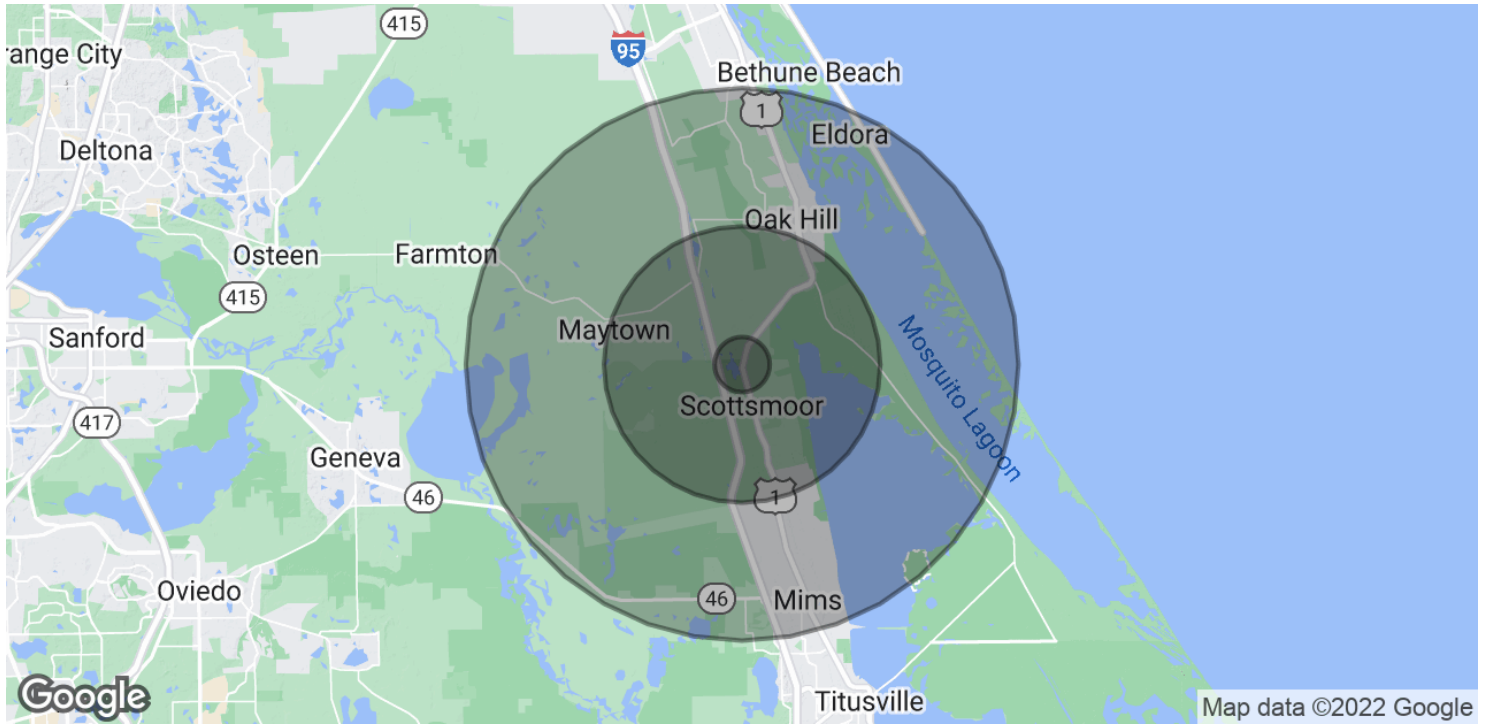 415
range City
95
Bethune Beach
1
Eldora
Deltona
Oak Hill
Osteen
Farmton
415
Maytown
Sanford
Mosquito Lagoon
Scottsmoor
417
Geneva
46
1
Oviedo
46
Mims
Google
Titusville
Map data ©2022 Google